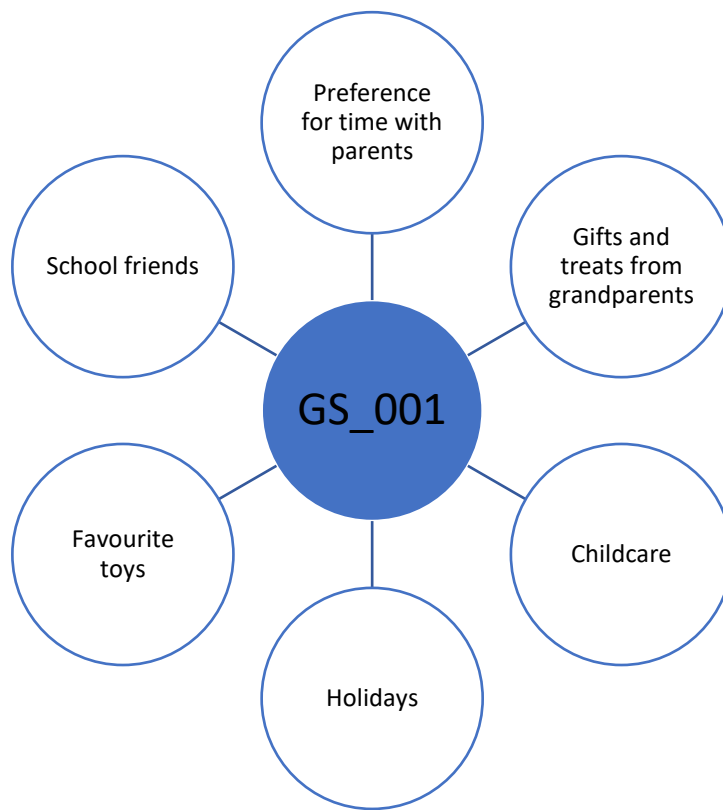 Preference
for time with
parents
School friends
Gifts and
treats from
grandparents
GS_001
Favourite
toys
Childcare
Holidays